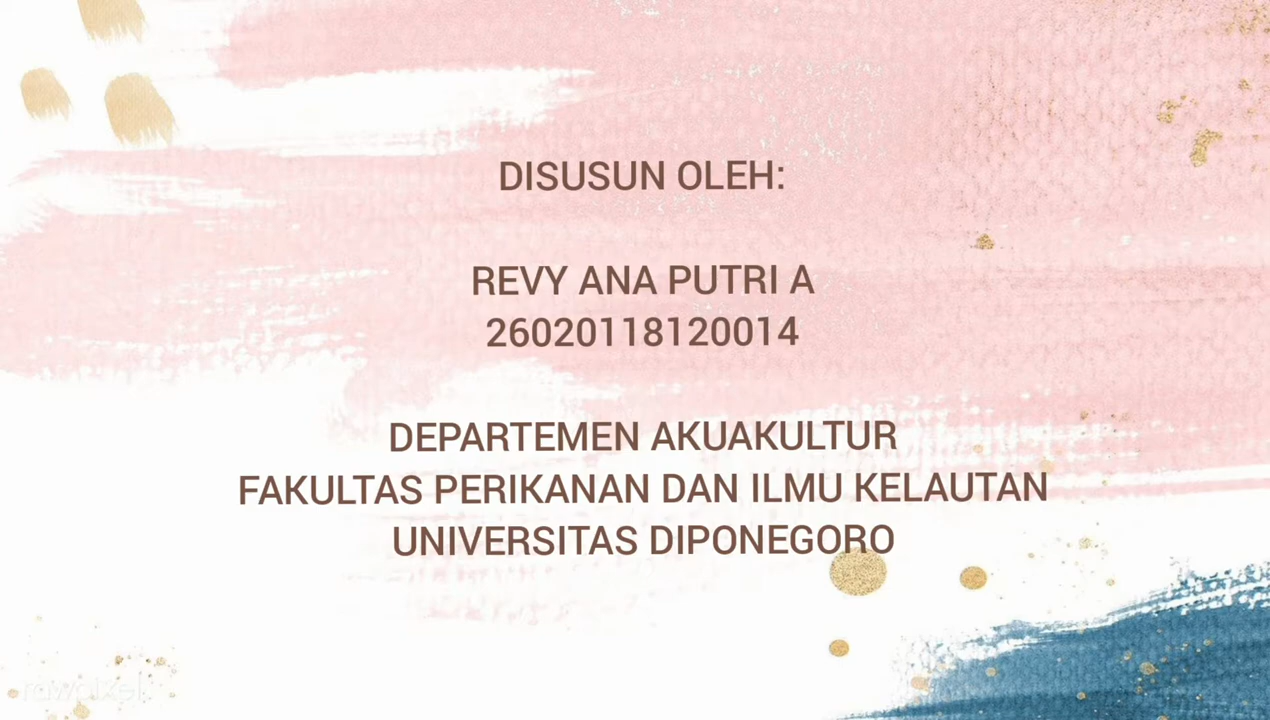 DISUSUN OLEH:
REVY ANA PUTRI A
26020118120014
DEPARTEMEN AKUAKULTUR
FAKULTAS PERIKANAN DAN ILMU KELAUTAN
UNIVERSITAS DIPONEGORO
rawpixel